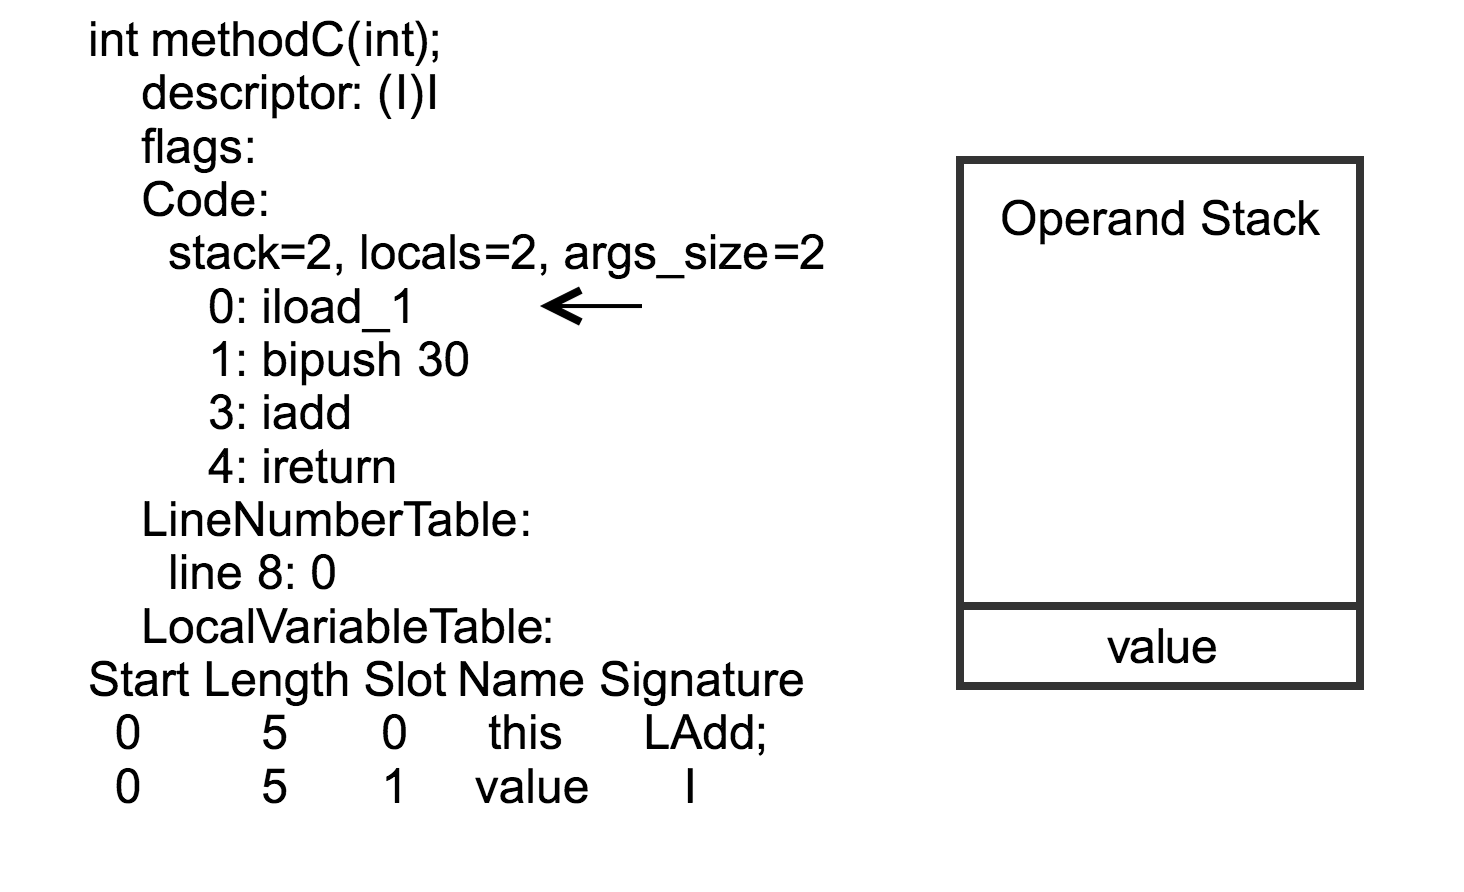 int methodC(int);
descriptor: (I)I
flags:
Code:
stack=2, locals=2, args_size=2
0: iload_1
1: bipush 30
3: iadd
4: ireturn
LineNumberTable:
line 8: 0
LocalVariableTable:
Start Length Slot Name Signature
0 5 0 this LAdd;
0 5 1 value I
Operand Stack
value